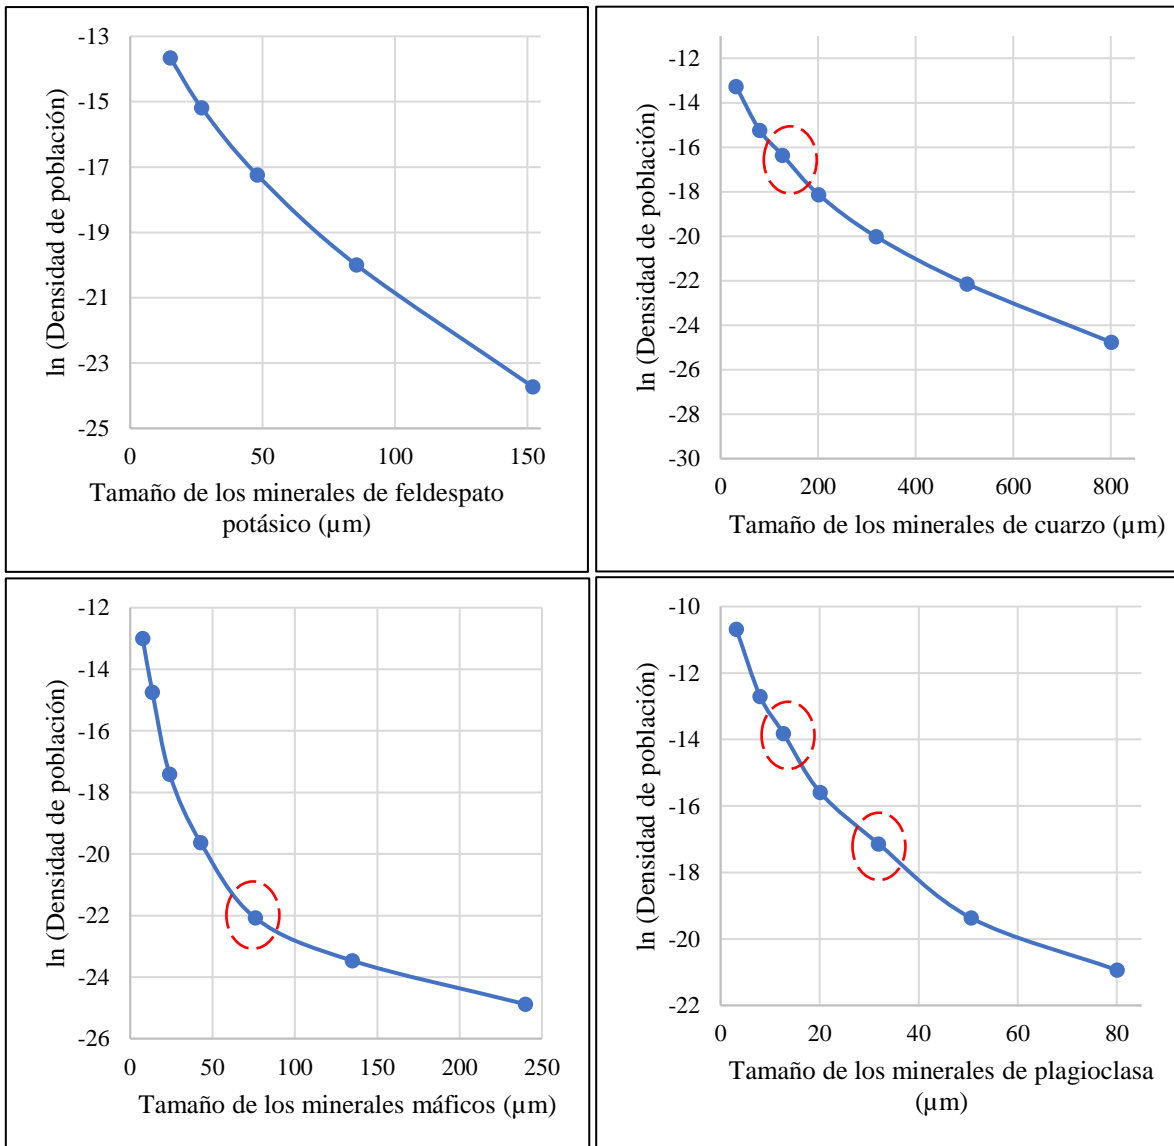 -13
-15
-17
-19
-21
-23
-25
ln (Densidad de población)
0 50 100 150
Tamaño de los minerales de feldespato
potásico (µm)
-12
-14
-16
-18
-20
-22
-24
-26
-28
-30
ln (Densidad de población)
0 200 400 600 800
Tamaño de los minerales de cuarzo (µm)
-12
-14
-16
-18
-20
-22
-24
-26
ln (Densidad de población)
0 50 100 150 200 250
Tamaño de los minerales máficos (µm)
-10
-12
-14
-16
-18
-20
-22
ln (Densidad de población)
0 20 40 60 80
Tamaño de los minerales de plagioclasa
(µm)